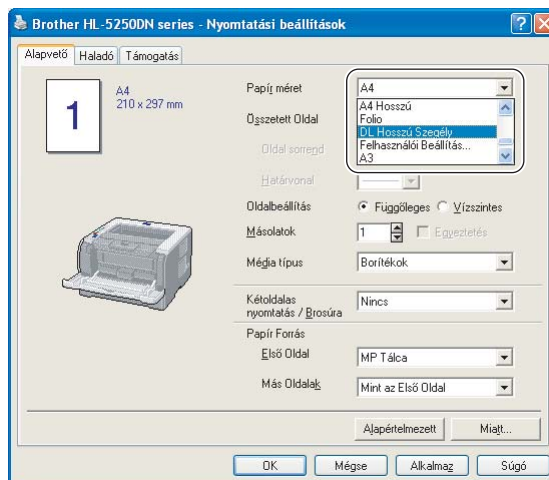 Brother HL-5250DN series - Nyomtatási beállítások
Alapvető Haladó Támogatás
1
A4
210 x 297 mm
Papír méret A4
A4 Hosszú
Folio
DL Hosszú Szegély
Felhasználói Beállítás...
A3
Összetett Oldal
Oldal sorrend
Határvonal
Oldalbeállítás Függőleges Vízszintes
Másolatok 1 Egyeztetés
Média típus Borítékok
Kétoldalas
nyomtatás / Brosúra Nincs
Papír Forrás
Első Oldal MP Tálca
Más Oldalak Mint az Első Oldal
Alapértelmezett Miatt...
OK Mégse Alkalmaz Súgó